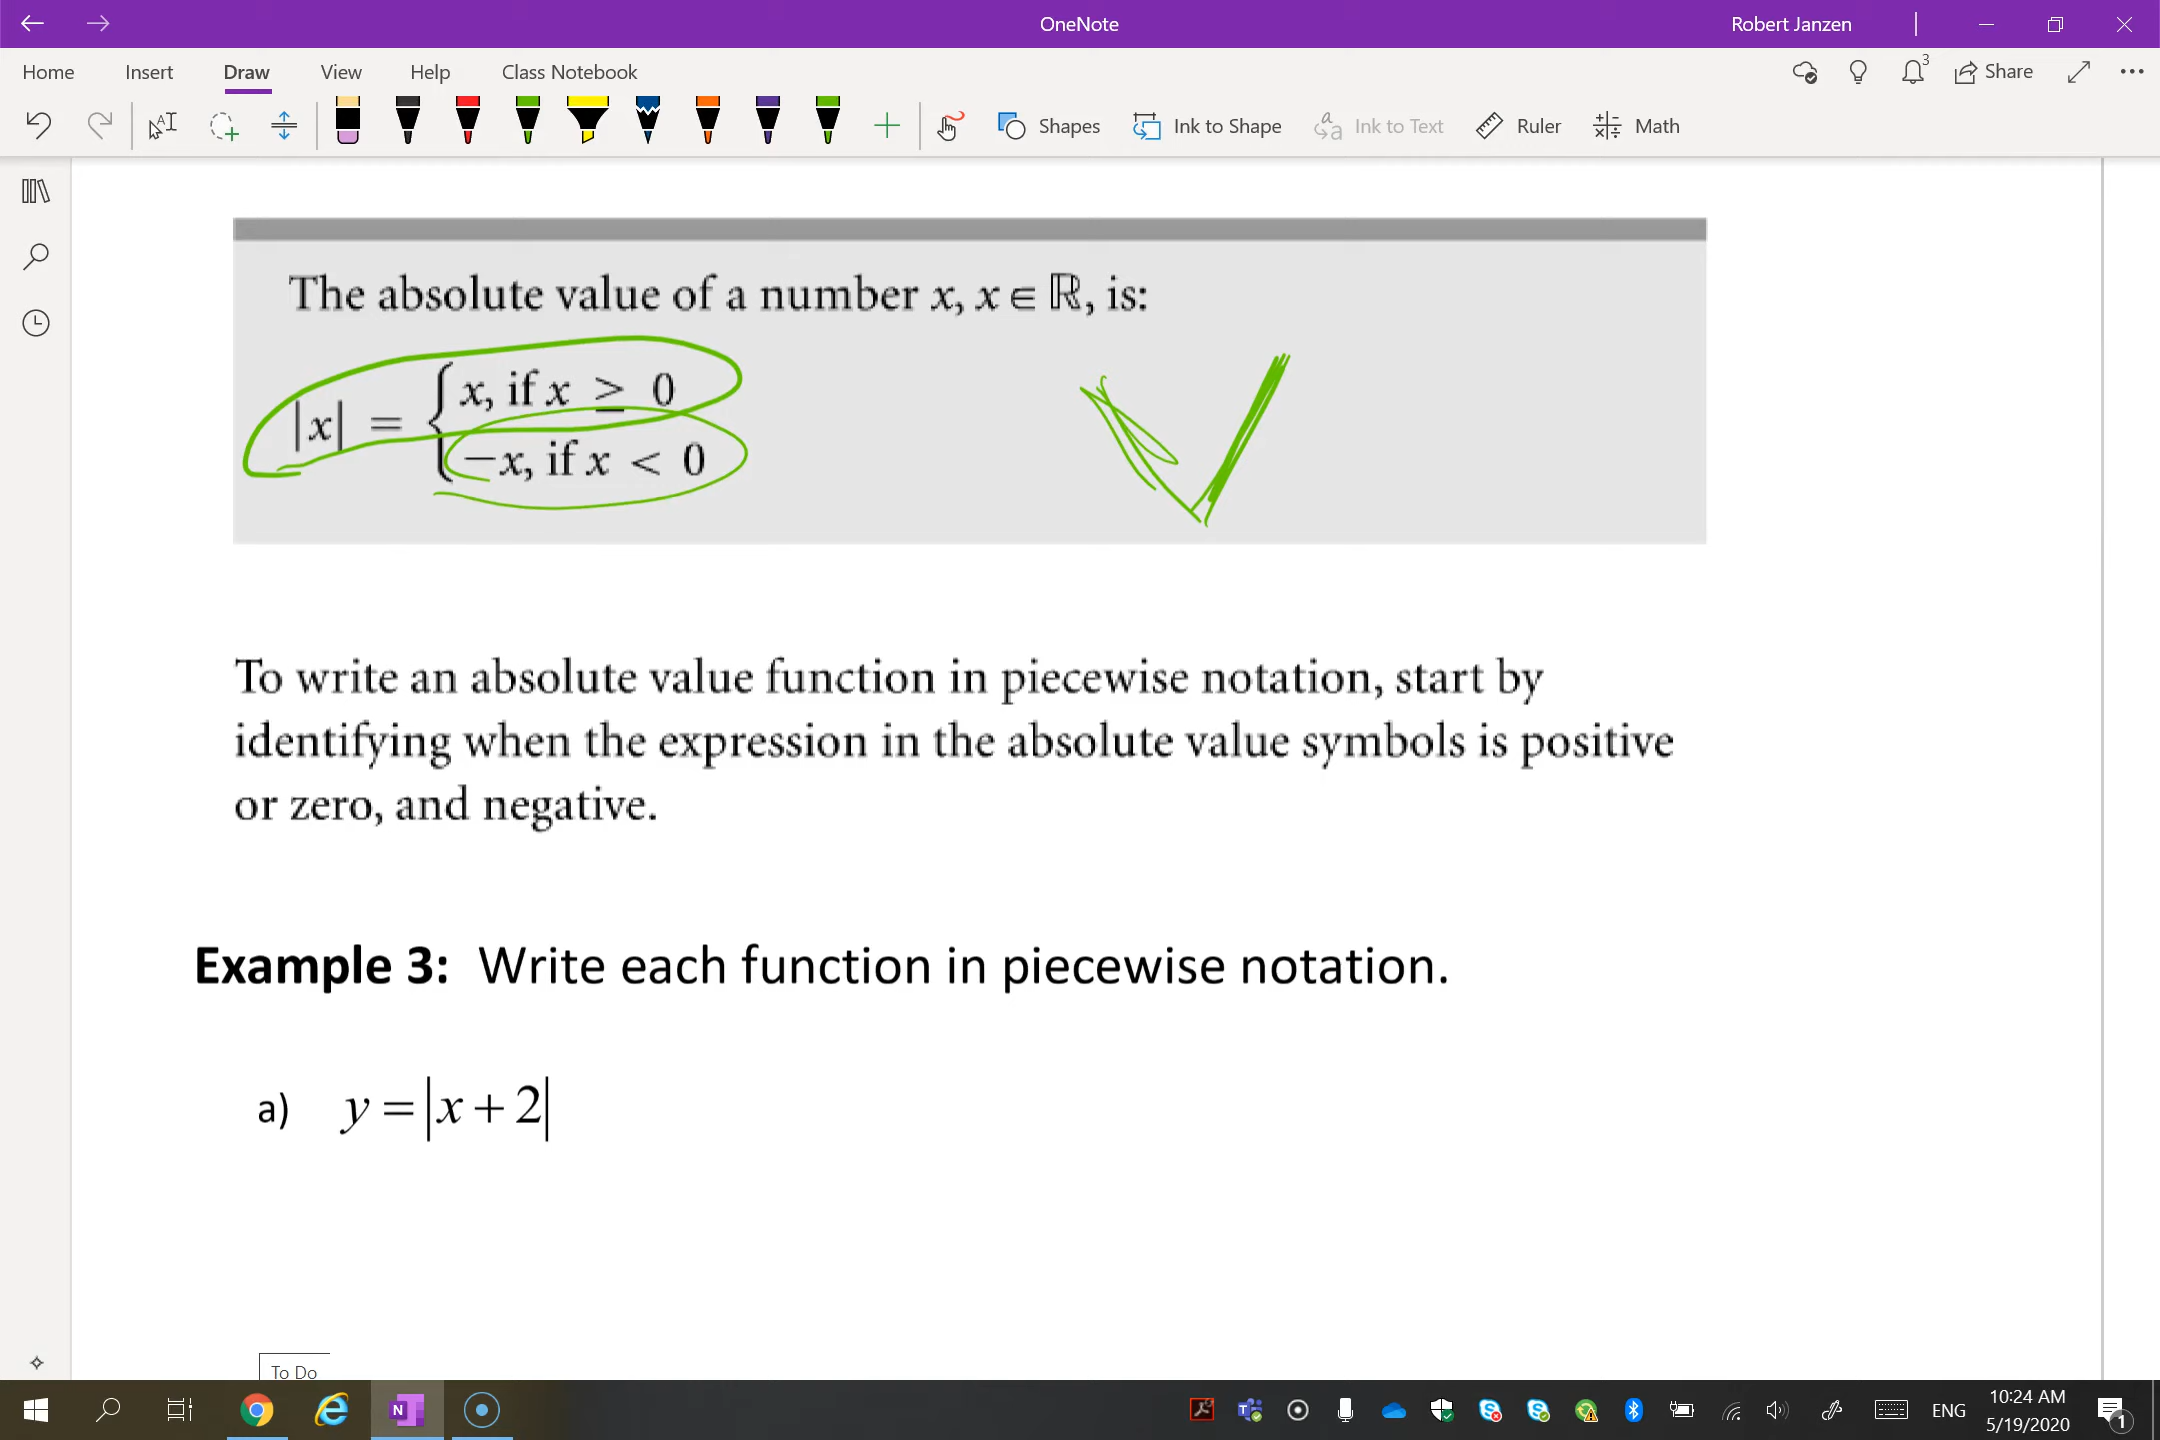 OneNote
Robert Janzen
Home Insert Draw View Help Class Notebook
3
Share
Shapes Ink to Shape Ink to Text Ruler Math
The absolute value of a number x, x ∈ ℝ, is:
|x| = { x, if x ≥ 0
−x, if x < 0
To write an absolute value function in piecewise notation, start by
identifying when the expression in the absolute value symbols is positive
or zero, and negative.
Example 3: Write each function in piecewise notation.
a) y = |x + 2|
To Do
ENG
10:24 AM
5/19/2020
1